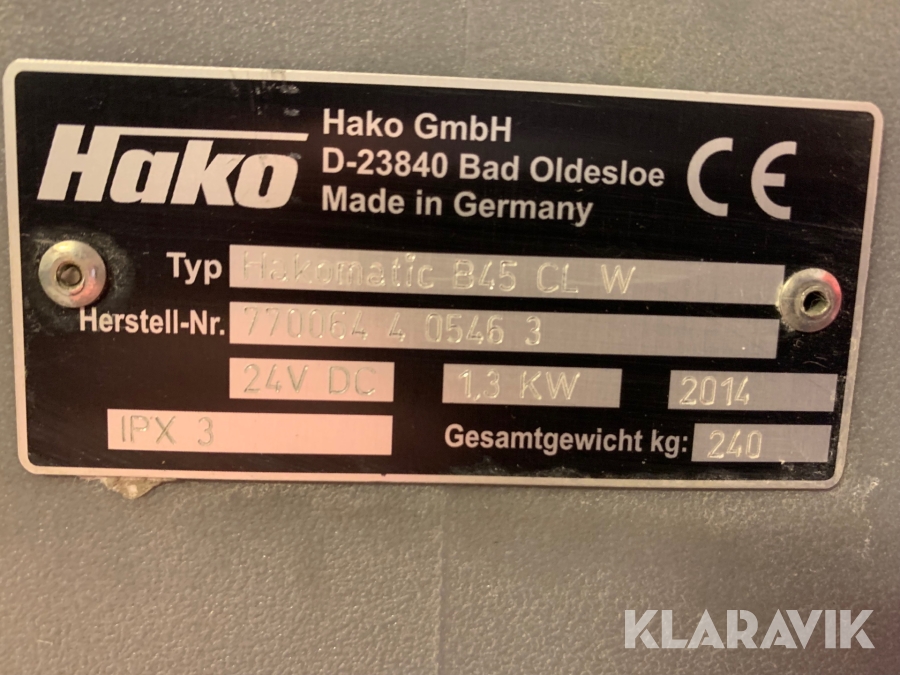 Hako
Hako GmbH
D-23840 Bad Oldesloe
Made in Germany
CE
Typ Hakomatic B45 CL W
Herstell-Nr. 770064 4 0546 3
24V DC 1,3 KW 2014
IPX 3 Gesamtgewicht kg: 240
KLARAVIK